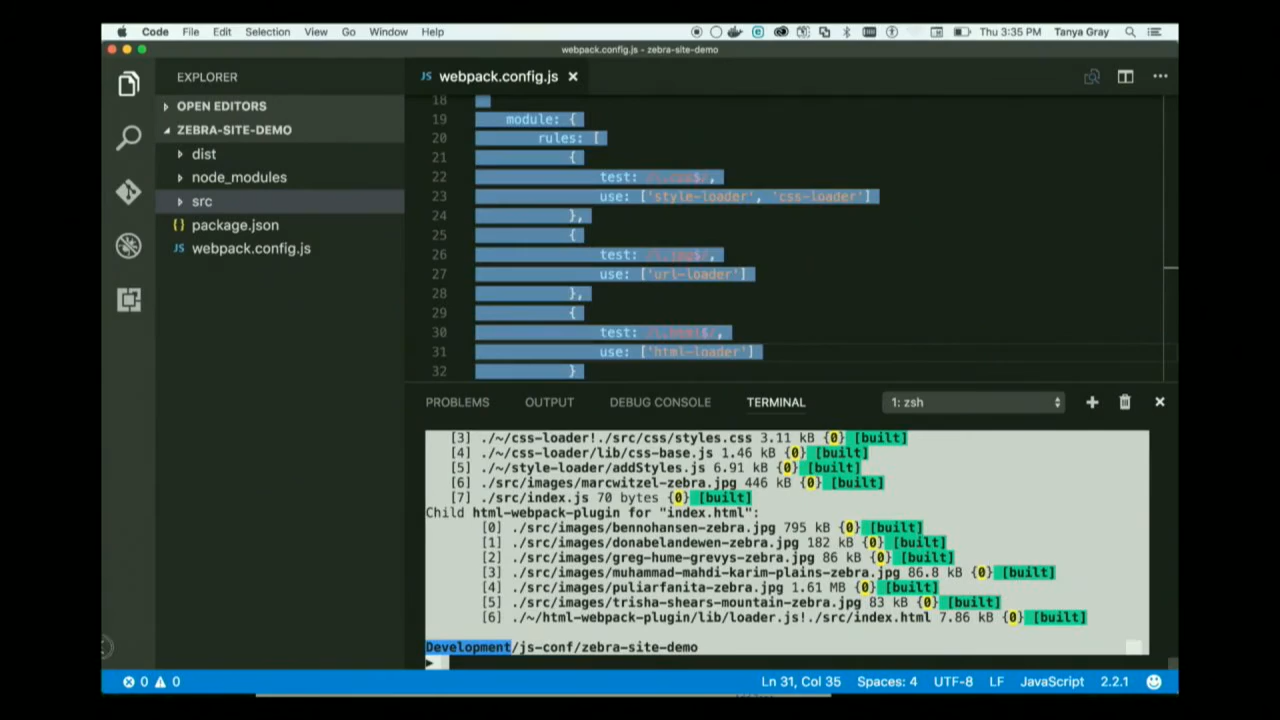 Code File Edit Selection View Go Window Help Thu 3:35 PM Tanya Gray
webpack.config.js - zebra-site-demo
EXPLORER
OPEN EDITORS
ZEBRA-SITE-DEMO
dist
node_modules
src
{} package.json
JS webpack.config.js
JS webpack.config.js ×
18
19 module: {
20 rules: [
21 {
22 test: /\.css$/,
23 use: ['style-loader', 'css-loader']
24 },
25 {
26 test: /\.jpg$/,
27 use: ['url-loader']
28 },
29 {
30 test: /\.html$/,
31 use: ['html-loader']
32 }
PROBLEMS OUTPUT DEBUG CONSOLE TERMINAL 1: zsh
[3] ./~/css-loader!./src/css/styles.css 3.11 kB {0} [built]
[4] ./~/css-loader/lib/css-base.js 1.46 kB {0} [built]
[5] ./~/style-loader/addStyles.js 6.91 kB {0} [built]
[6] ./src/images/marcwitzel-zebra.jpg 446 kB {0} [built]
[7] ./src/index.js 70 bytes {0} [built]
Child html-webpack-plugin for "index.html":
[0] ./src/images/bennohansen-zebra.jpg 795 kB {0} [built]
[1] ./src/images/donabelandewen-zebra.jpg 182 kB {0} [built]
[2] ./src/images/greg-hume-grevys-zebra.jpg 86 kB {0} [built]
[3] ./src/images/muhammad-mahdi-karim-plains-zebra.jpg 86.8 kB {0} [built]
[4] ./src/images/puliarfanita-zebra.jpg 1.61 MB {0} [built]
[5] ./src/images/trisha-shears-mountain-zebra.jpg 83 kB {0} [built]
[6] ./~/html-webpack-plugin/lib/loader.js!./src/index.html 7.86 kB {0} [built]
Development/js-conf/zebra-site-demo
0 0 Ln 31, Col 35 Spaces: 4 UTF-8 LF JavaScript 2.2.1